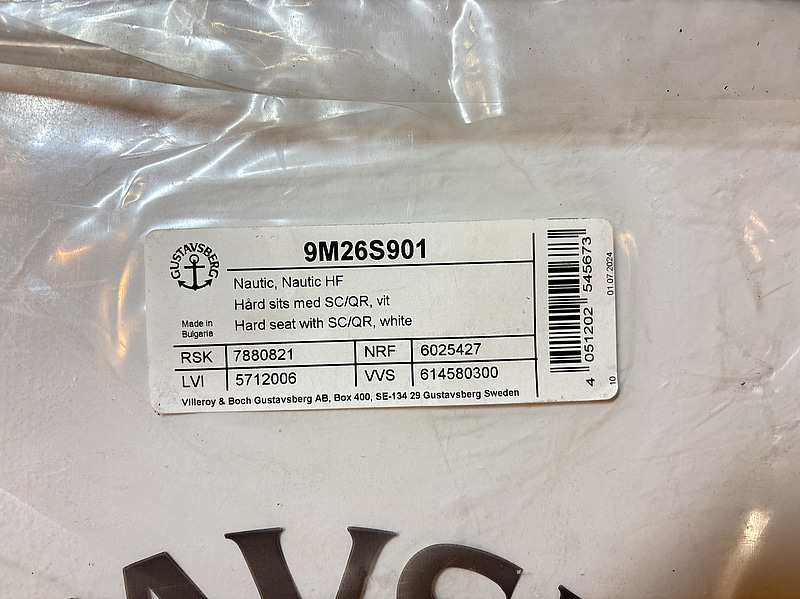 GUSTAVSBERG
9M26S901
Nautic, Nautic HF
Hård sits med SC/QR, vit
Hard seat with SC/QR, white
Made in
Bulgaria
RSK 7880821 NRF 6025427
LVI 5712006 VVS 614580300
Villeroy & Boch Gustavsberg AB, Box 400, SE-134 29 Gustavsberg Sweden
4 051202 545673
01.07.2024
10
AVS